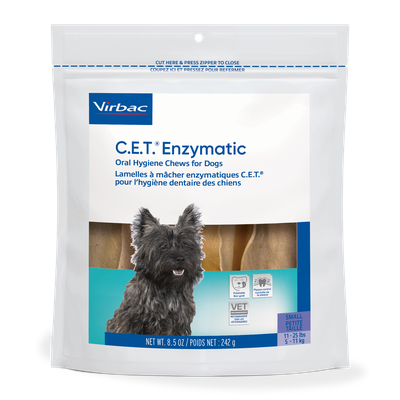 CUT HERE & PRESS ZIPPER TO CLOSE
COUPEZ ICI ET PRESSEZ POUR REFERMER
Virbac
C.E.T.® Enzymatic
Oral Hygiene Chews for Dogs
Lamelles à mâcher enzymatiques C.E.T.®
pour l'hygiène dentaire des chiens
VET
SMALL
PETITE
TAILLE
11 - 25 lbs
5 - 11 kg
NET WT. 8.5 OZ / POIDS NET : 242 g